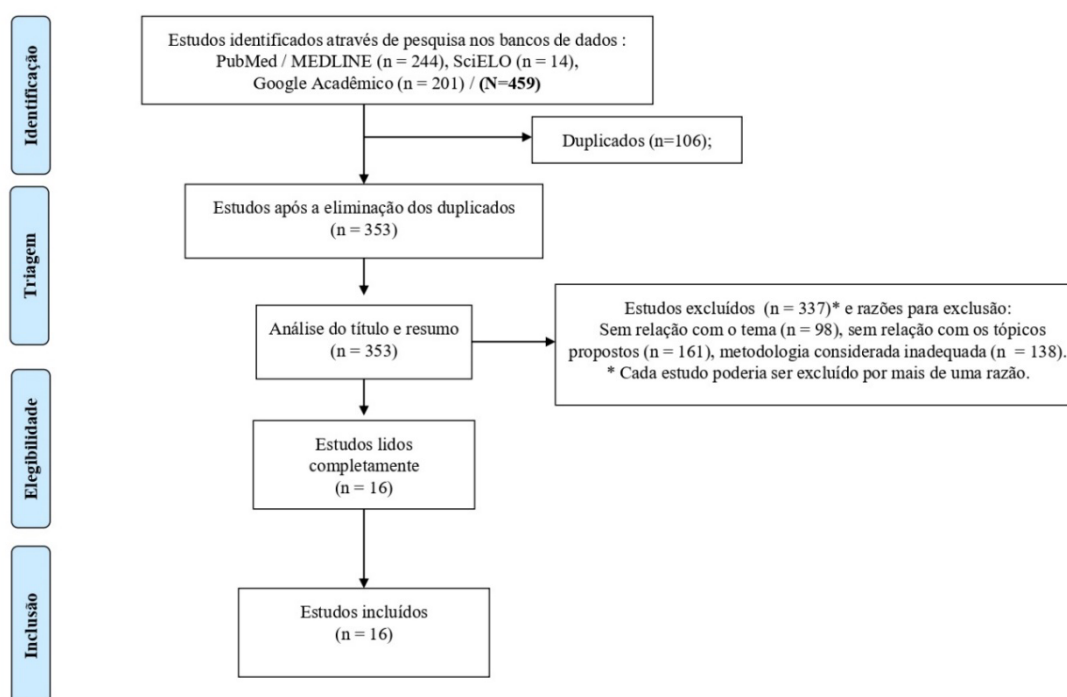 Identificação
Estudos identificados através de pesquisa nos bancos de dados :
PubMed / MEDLINE (n = 244), SciELO (n = 14),
Google Acadêmico (n = 201) / (N=459)
Duplicados (n=106);
Triagem
Estudos após a eliminação dos duplicados
(n = 353)
Análise do título e resumo
(n = 353)
Estudos excluídos (n = 337)* e razões para exclusão:
Sem relação com o tema (n = 98), sem relação com os tópicos
propostos (n = 161), metodologia considerada inadequada (n = 138).
* Cada estudo poderia ser excluído por mais de uma razão.
Elegibilidade
Estudos lidos
completamente
(n = 16)
Inclusão
Estudos incluídos
(n = 16)